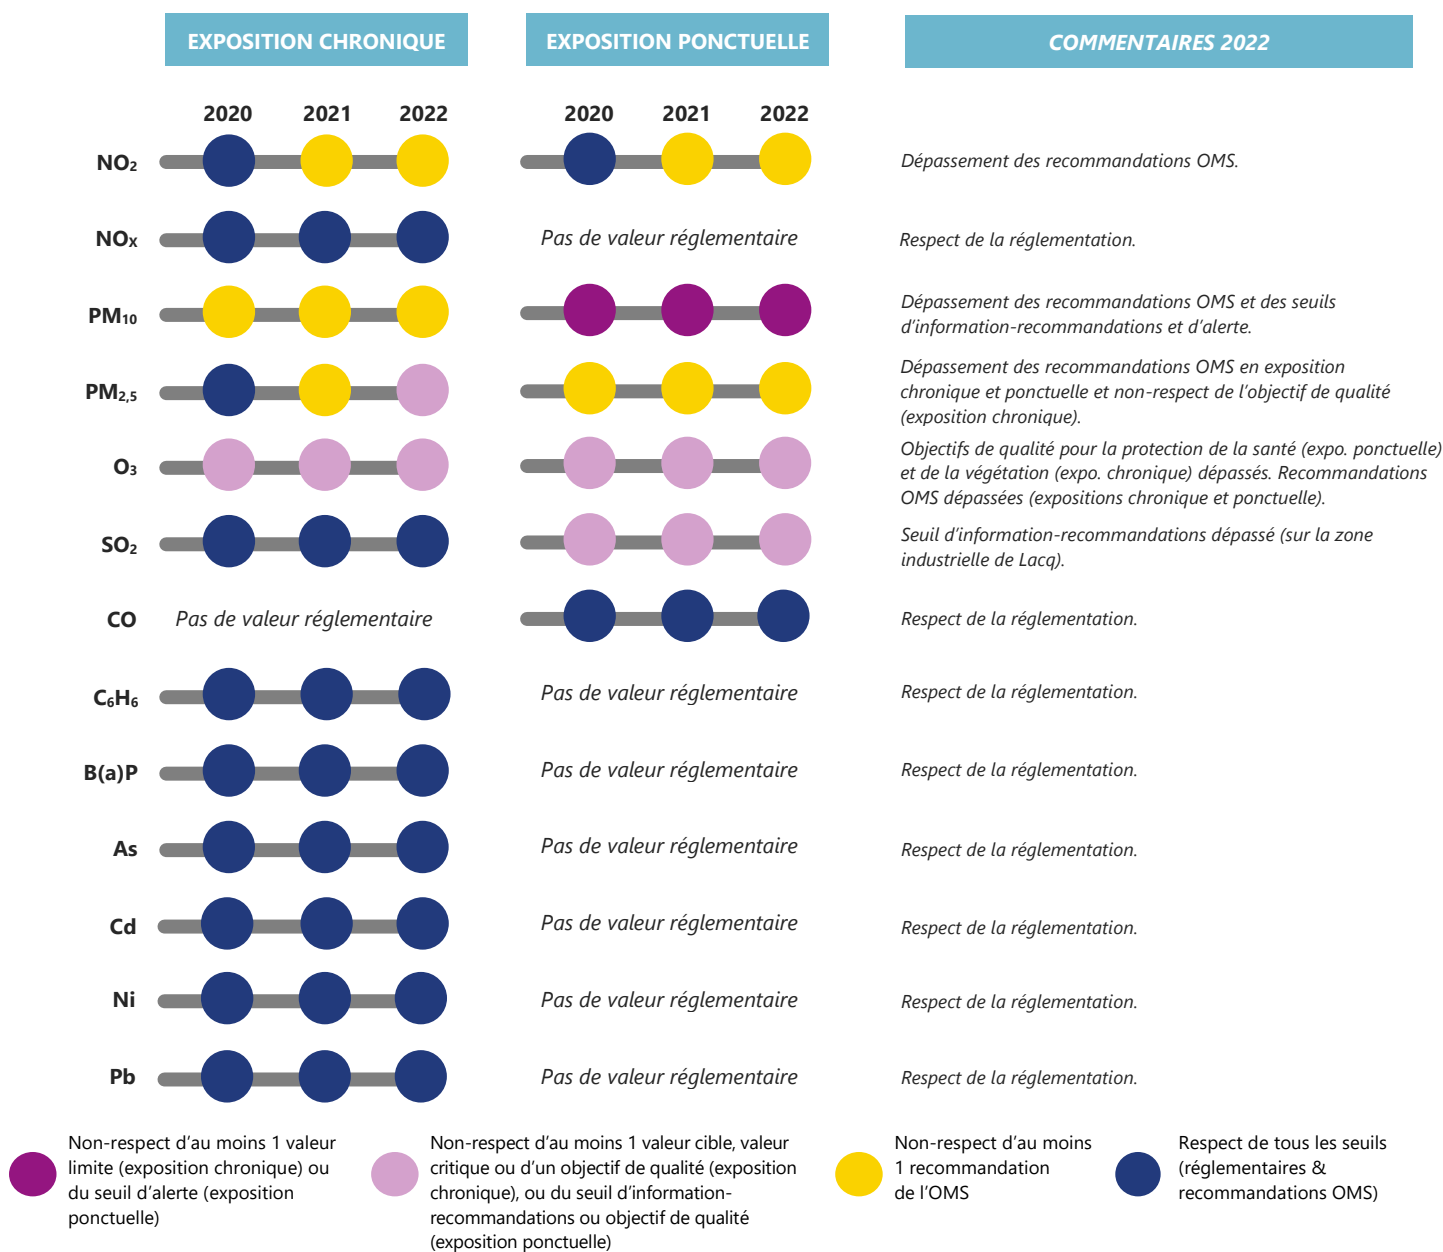 EXPOSITION CHRONIQUE
EXPOSITION PONCTUELLE
COMMENTAIRES 2022
2020 2021 2022
2020 2021 2022
NO₂
Dépassement des recommandations OMS.
NOₓ
Pas de valeur réglementaire
Respect de la réglementation.
PM₁₀
Dépassement des recommandations OMS et des seuils
d’information-recommandations et d’alerte.
PM₂,₅
Dépassement des recommandations OMS en exposition
chronique et ponctuelle et non-respect de l’objectif de qualité
(exposition chronique).
O₃
Objectifs de qualité pour la protection de la santé (expo. ponctuelle)
et de la végétation (expo. chronique) dépassés. Recommandations
OMS dépassées (expositions chronique et ponctuelle).
SO₂
Seuil d’information-recommandations dépassé (sur la zone
industrielle de Lacq).
CO
Pas de valeur réglementaire
Respect de la réglementation.
C₆H₆
Pas de valeur réglementaire
Respect de la réglementation.
B(a)P
Pas de valeur réglementaire
Respect de la réglementation.
As
Pas de valeur réglementaire
Respect de la réglementation.
Cd
Pas de valeur réglementaire
Respect de la réglementation.
Ni
Pas de valeur réglementaire
Respect de la réglementation.
Pb
Pas de valeur réglementaire
Respect de la réglementation.
Non-respect d’au moins 1 valeur
limite (exposition chronique) ou
du seuil d’alerte (exposition
ponctuelle)
Non-respect d’au moins 1 valeur cible, valeur
critique ou d’un objectif de qualité (exposition
chronique), ou du seuil d’information-
recommandations ou objectif de qualité
(exposition ponctuelle)
Non-respect d’au moins
1 recommandation
de l’OMS
Respect de tous les seuils
(réglementaires &
recommandations OMS)